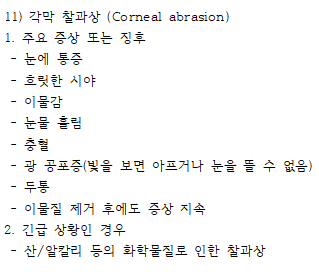 11) 각막 찰과상 (Corneal abrasion)
1. 주요 증상 또는 징후
- 눈에 통증
- 흐릿한 시야
- 이물감
- 눈물 흘림
- 충혈
- 광 공포증(빛을 보면 아프거나 눈을 뜰 수 없음)
- 두통
- 이물질 제거 후에도 증상 지속
2. 긴급 상황인 경우
- 산/알칼리 등의 화학물질로 인한 찰과상